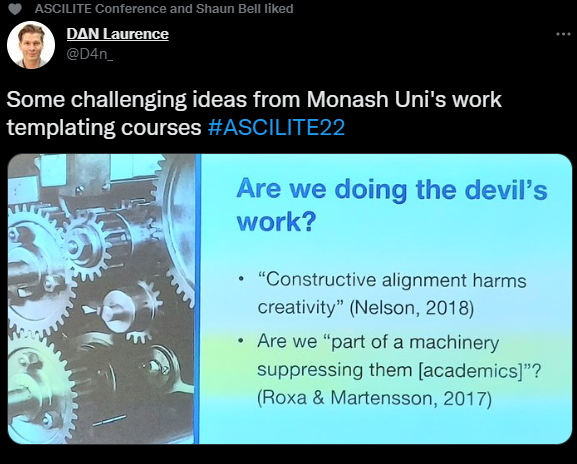 ASCILITE Conference and Shaun Bell liked
DΔN Laurence
@D4n_
Some challenging ideas from Monash Uni's work
templating courses #ASCILITE22
Are we doing the devil's
work?
• “Constructive alignment harms
creativity” (Nelson, 2018)
• Are we “part of a machinery
suppressing them [academics]”?
(Roxa & Martensson, 2017)